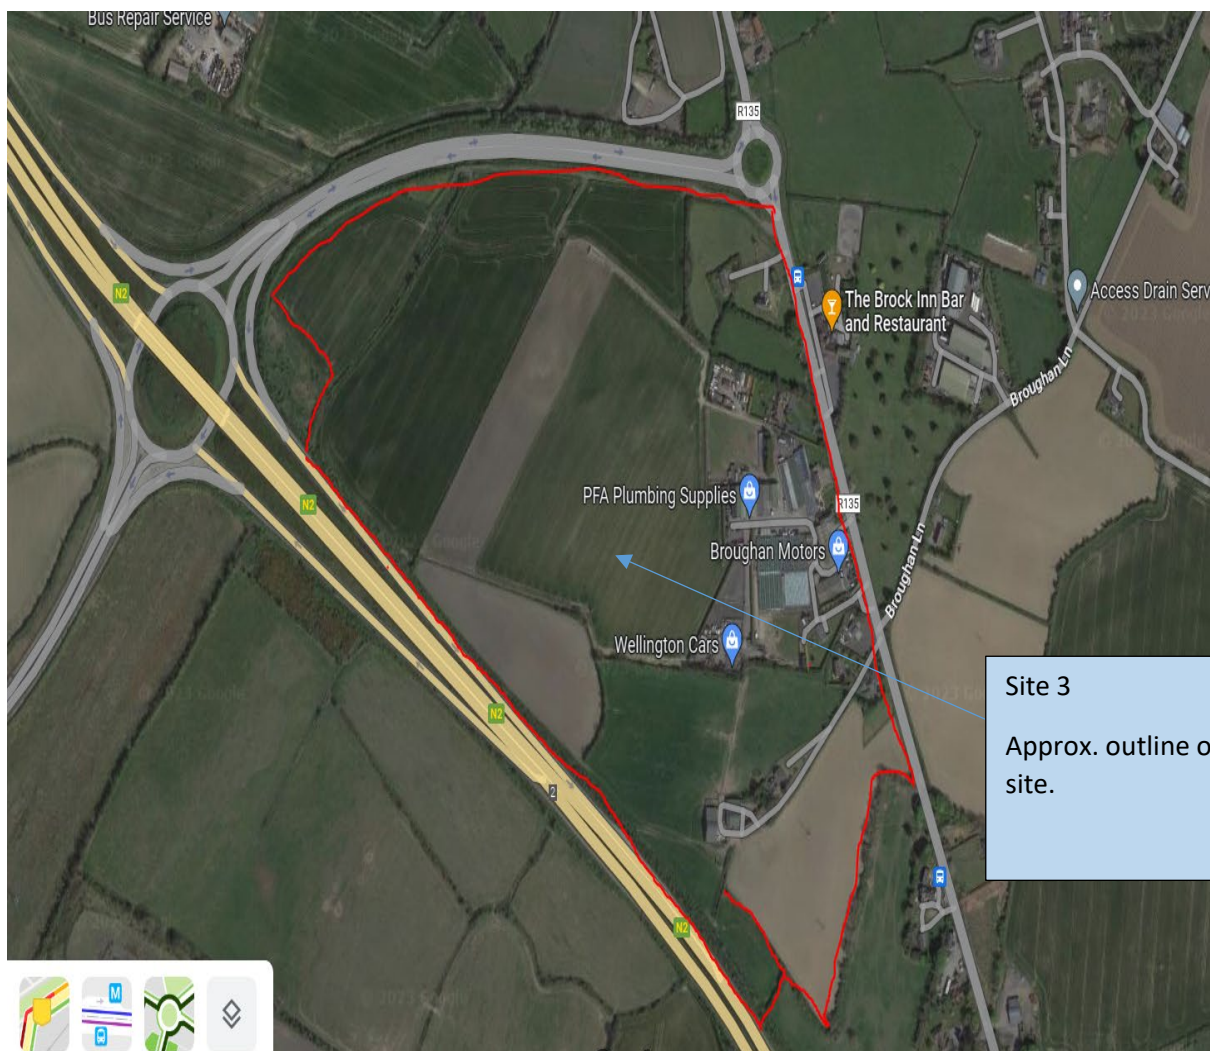 Bus Repair Service
R135
N2
The Brock Inn Bar
and Restaurant
Access Drain Serv
Broughan Ln
N2
PFA Plumbing Supplies
R135
Broughan Motors
Broughan Ln
Wellington Cars
Site 3
Approx. outline o
site.
N2
2
N2
M